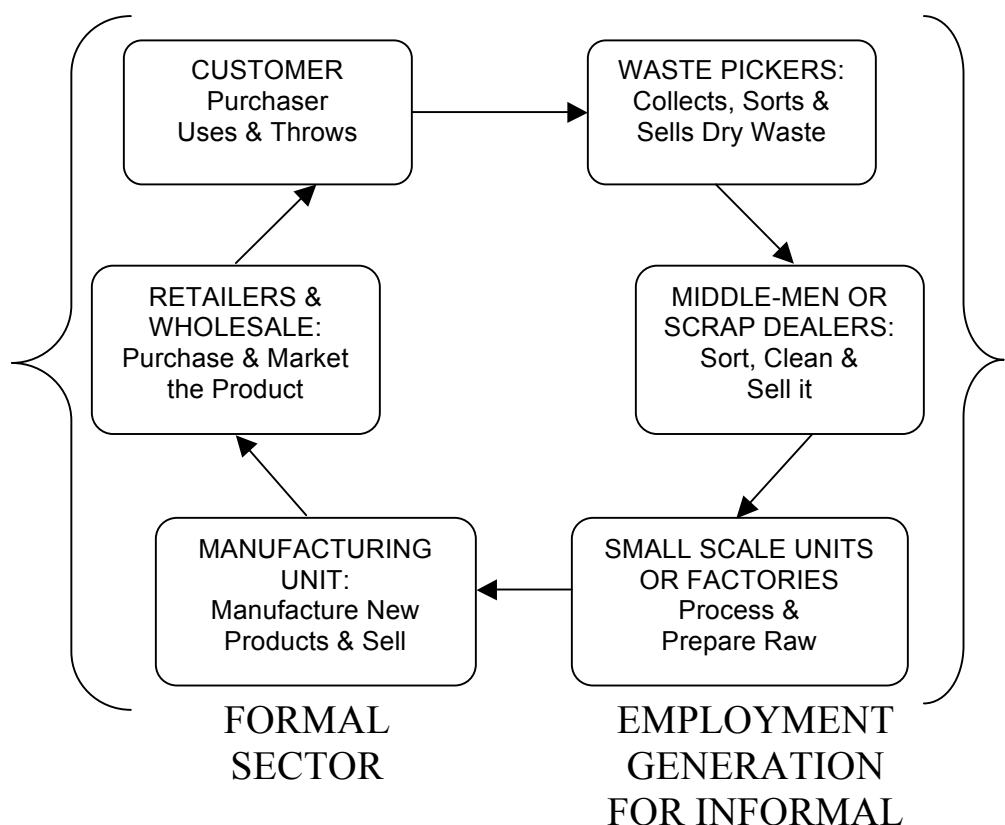 CUSTOMER
Purchaser
Uses & Throws
WASTE PICKERS:
Collects, Sorts &
Sells Dry Waste
RETAILERS &
WHOLESALE:
Purchase & Market
the Product
MIDDLE-MEN OR
SCRAP DEALERS:
Sort, Clean &
Sell it
MANUFACTURING
UNIT:
Manufacture New
Products & Sell
SMALL SCALE UNITS
OR FACTORIES
Process &
Prepare Raw
FORMAL
SECTOR
EMPLOYMENT
GENERATION
FOR INFORMAL